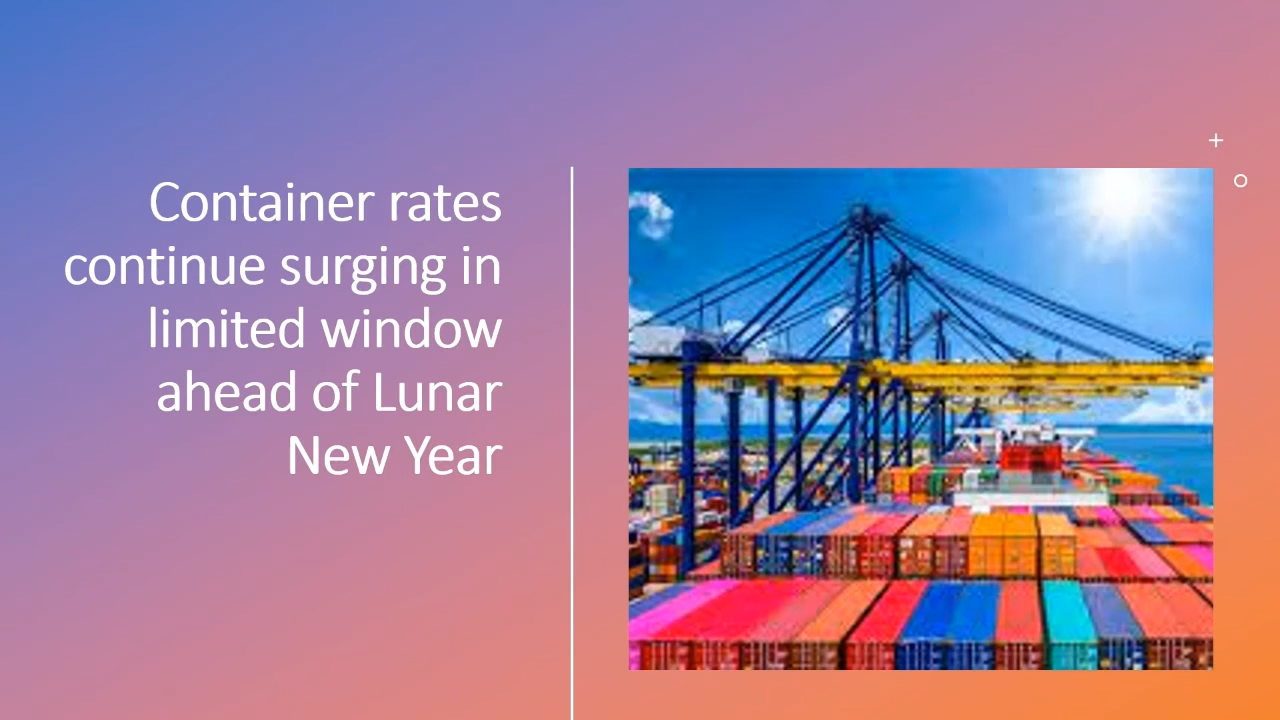 Container rates
continue surging in
limited window
ahead of Lunar
New Year